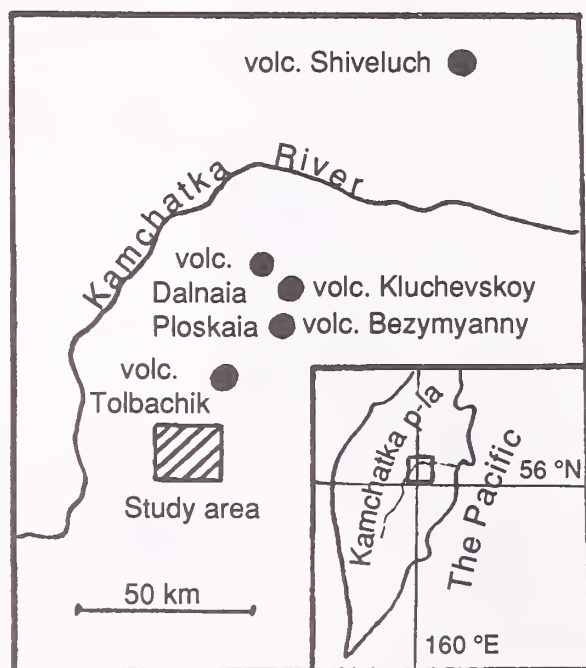 volc. Shiveluch
Kamchatka River
volc.
Dalnaia
Ploskaia
volc. Kluchevskoy
volc. Bezymyanny
volc.
Tolbachik
Study area
50 km
Kamchatka p-la
The Pacific
56 °N
160 °E